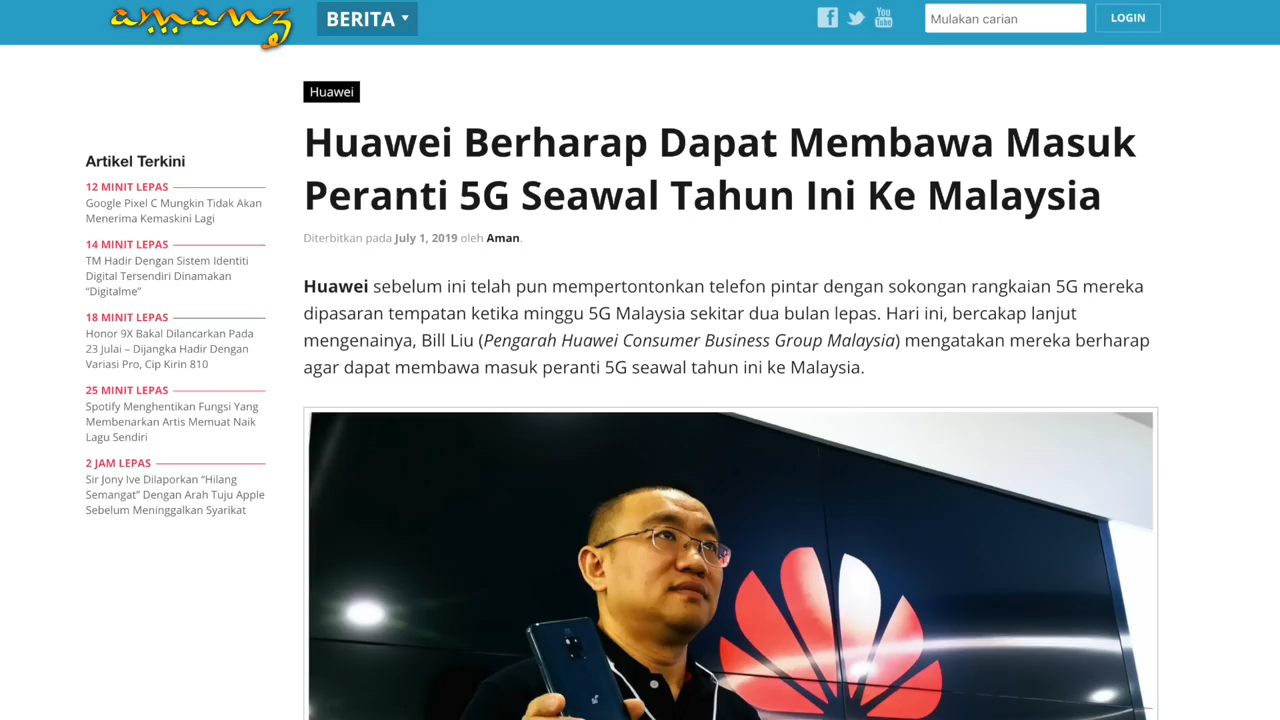 amanz
BERITA
Mulakan carian
LOGIN
Huawei
Huawei Berharap Dapat Membawa Masuk
Peranti 5G Seawal Tahun Ini Ke Malaysia
Diterbitkan pada July 1, 2019 oleh Aman.
Huawei sebelum ini telah pun mempertontonkan telefon pintar dengan sokongan rangkaian 5G mereka
dipasaran tempatan ketika minggu 5G Malaysia sekitar dua bulan lepas. Hari ini, bercakap lanjut
mengenainya, Bill Liu (Pengarah Huawei Consumer Business Group Malaysia) mengatakan mereka berharap
agar dapat membawa masuk peranti 5G seawal tahun ini ke Malaysia.
Artikel Terkini
12 MINIT LEPAS
Google Pixel C Mungkin Tidak Akan
Menerima Kemaskini Lagi
14 MINIT LEPAS
TM Hadir Dengan Sistem Identiti
Digital Tersendiri Dinamakan
“Digitalme”
18 MINIT LEPAS
Honor 9X Bakal Dilancarkan Pada
23 Julai – Dijangka Hadir Dengan
Variasi Pro, Cip Kirin 810
25 MINIT LEPAS
Spotify Menghentikan Fungsi Yang
Membenarkan Artis Memuat Naik
Lagu Sendiri
2 JAM LEPAS
Sir Jony Ive Dilaporkan “Hilang
Semangat” Dengan Arah Tuju Apple
Sebelum Meninggalkan Syarikat
You
Tube
5G